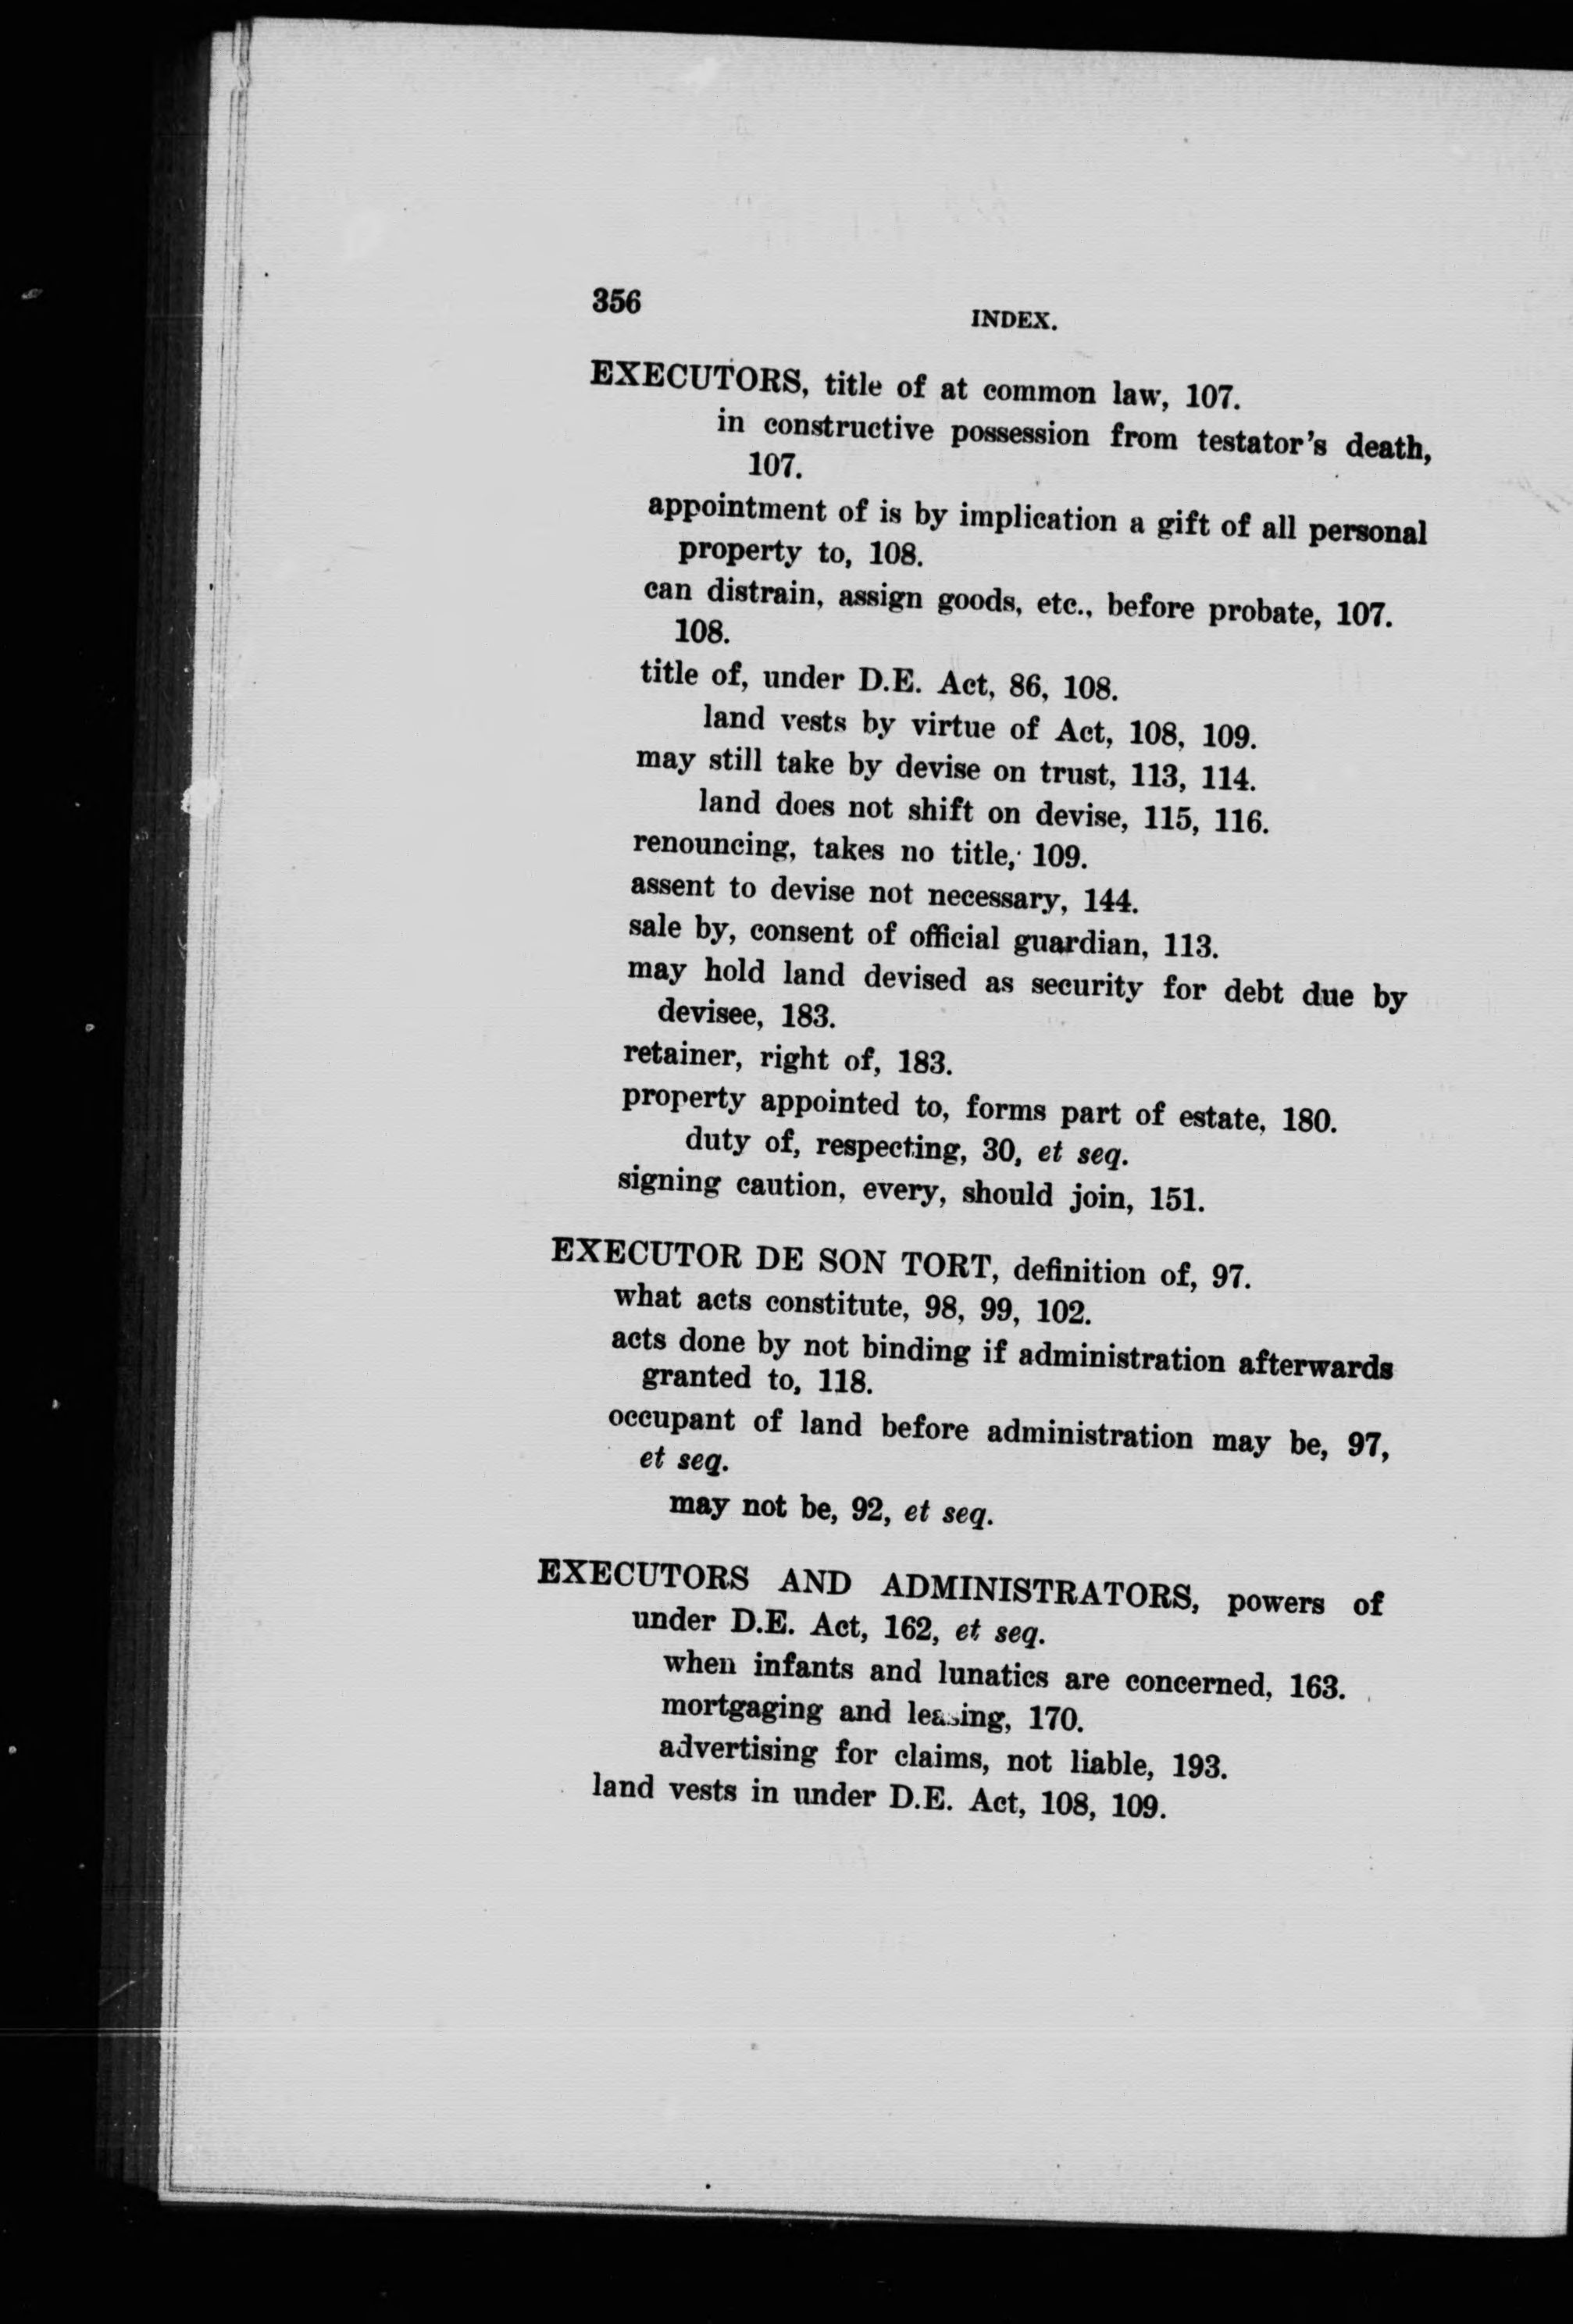 356
INDEX.
EXECUTORS, title of at common law, 107.
in constructive possession from testator's death,
107.
appointment of is by implication a gift of all personal
property to, 108.
can distrain, assign goods, etc., before probate, 107.
108.
title of, under D.E. Act, 86, 108.
land vests by virtue of Act, 108, 109.
may still take by devise on trust, 113, 114.
land does not shift on devise, 115, 116.
renouncing, takes no title, 109.
assent to devise not necessary, 144.
sale by, consent of official guardian, 113.
may hold land devised as security for debt due by
devisee, 183.
retainer, right of, 183.
property appointed to, forms part of estate, 180.
duty of, respecting, 30, et seq.
signing caution, every, should join, 151.
EXECUTOR DE SON TORT, definition of, 97.
what acts constitute, 98, 99, 102.
acts done by not binding if administration afterwards
granted to, 118.
occupant of land before administration may be, 97,
et seq.
may not be, 92, et seq.
EXECUTORS AND ADMINISTRATORS, powers of
under D.E. Act, 162, et seq.
when infants and lunatics are concerned, 163.
mortgaging and leasing, 170.
advertising for claims, not liable, 193.
land vests in under D.E. Act, 108, 109.